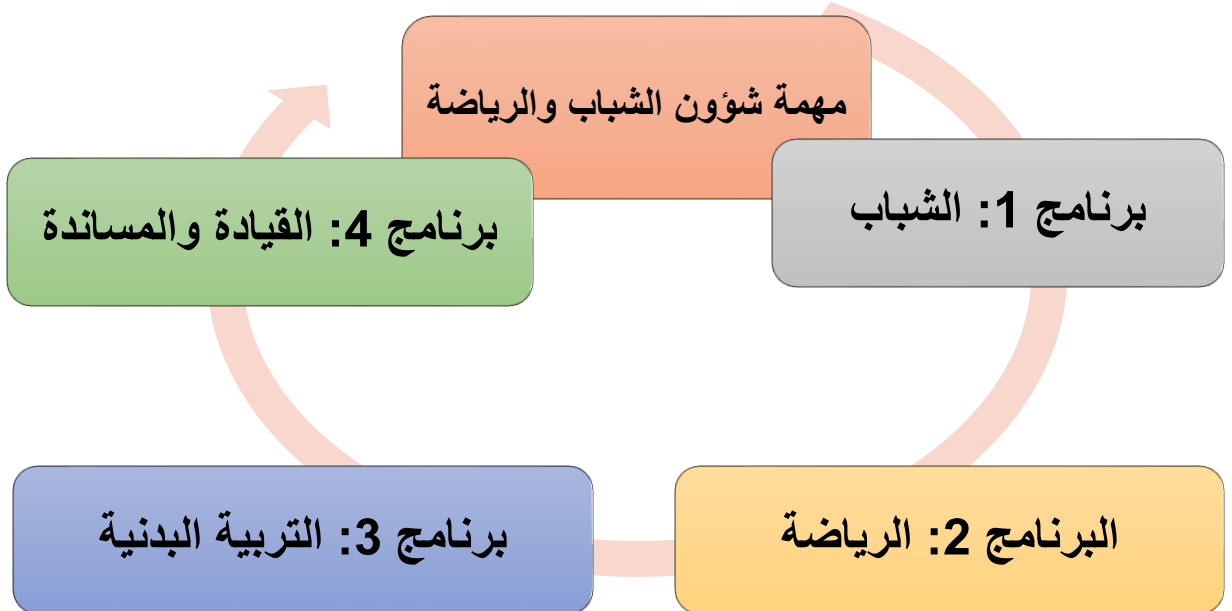 مهمة شؤون الشباب والرياضة
برنامج 1: الشباب
البرنامج 2: الرياضة
برنامج 3: التربية البدنية
برنامج 4: القيادة والمساندة